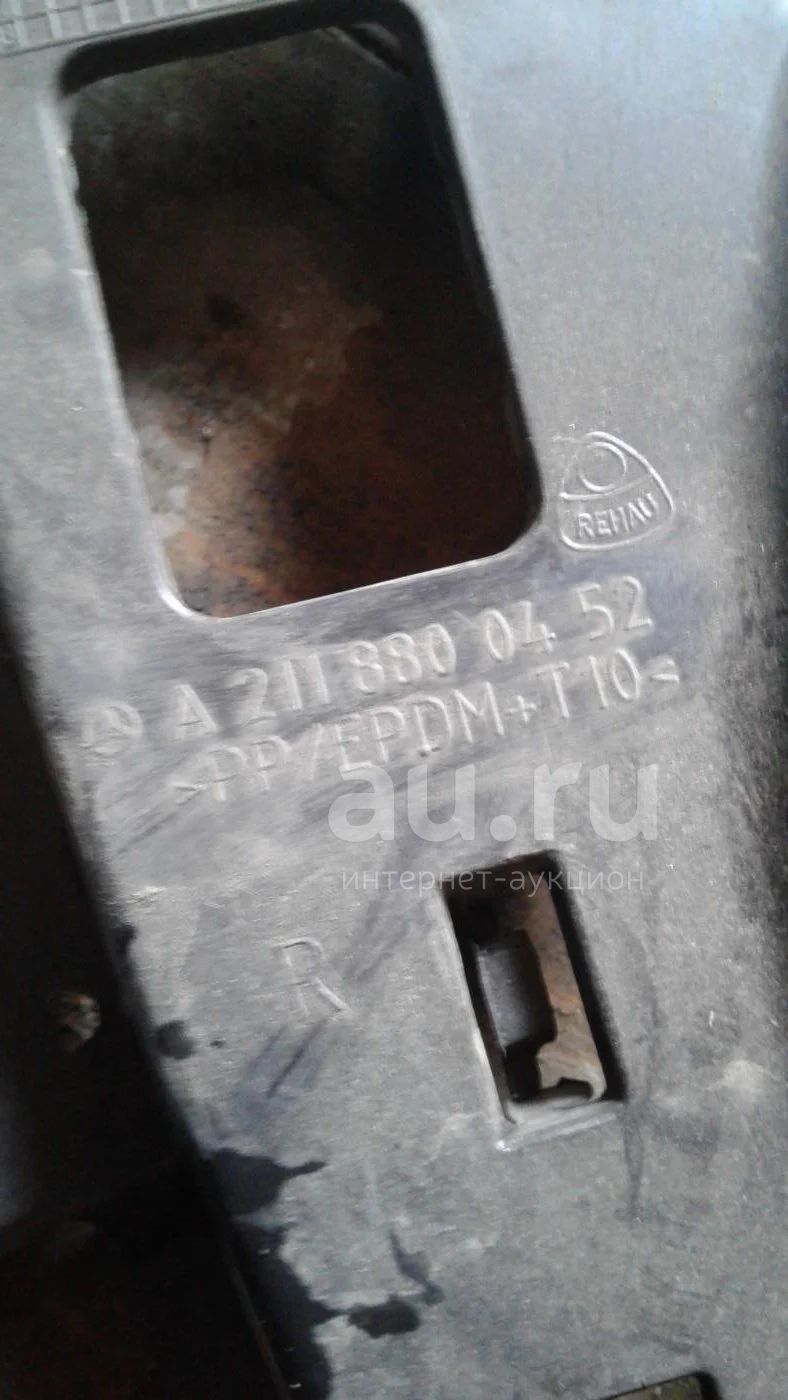 REHAU
A 211 880 04 52
>PP/EPDM+T10<
au.ru
интернет-аукцион
R